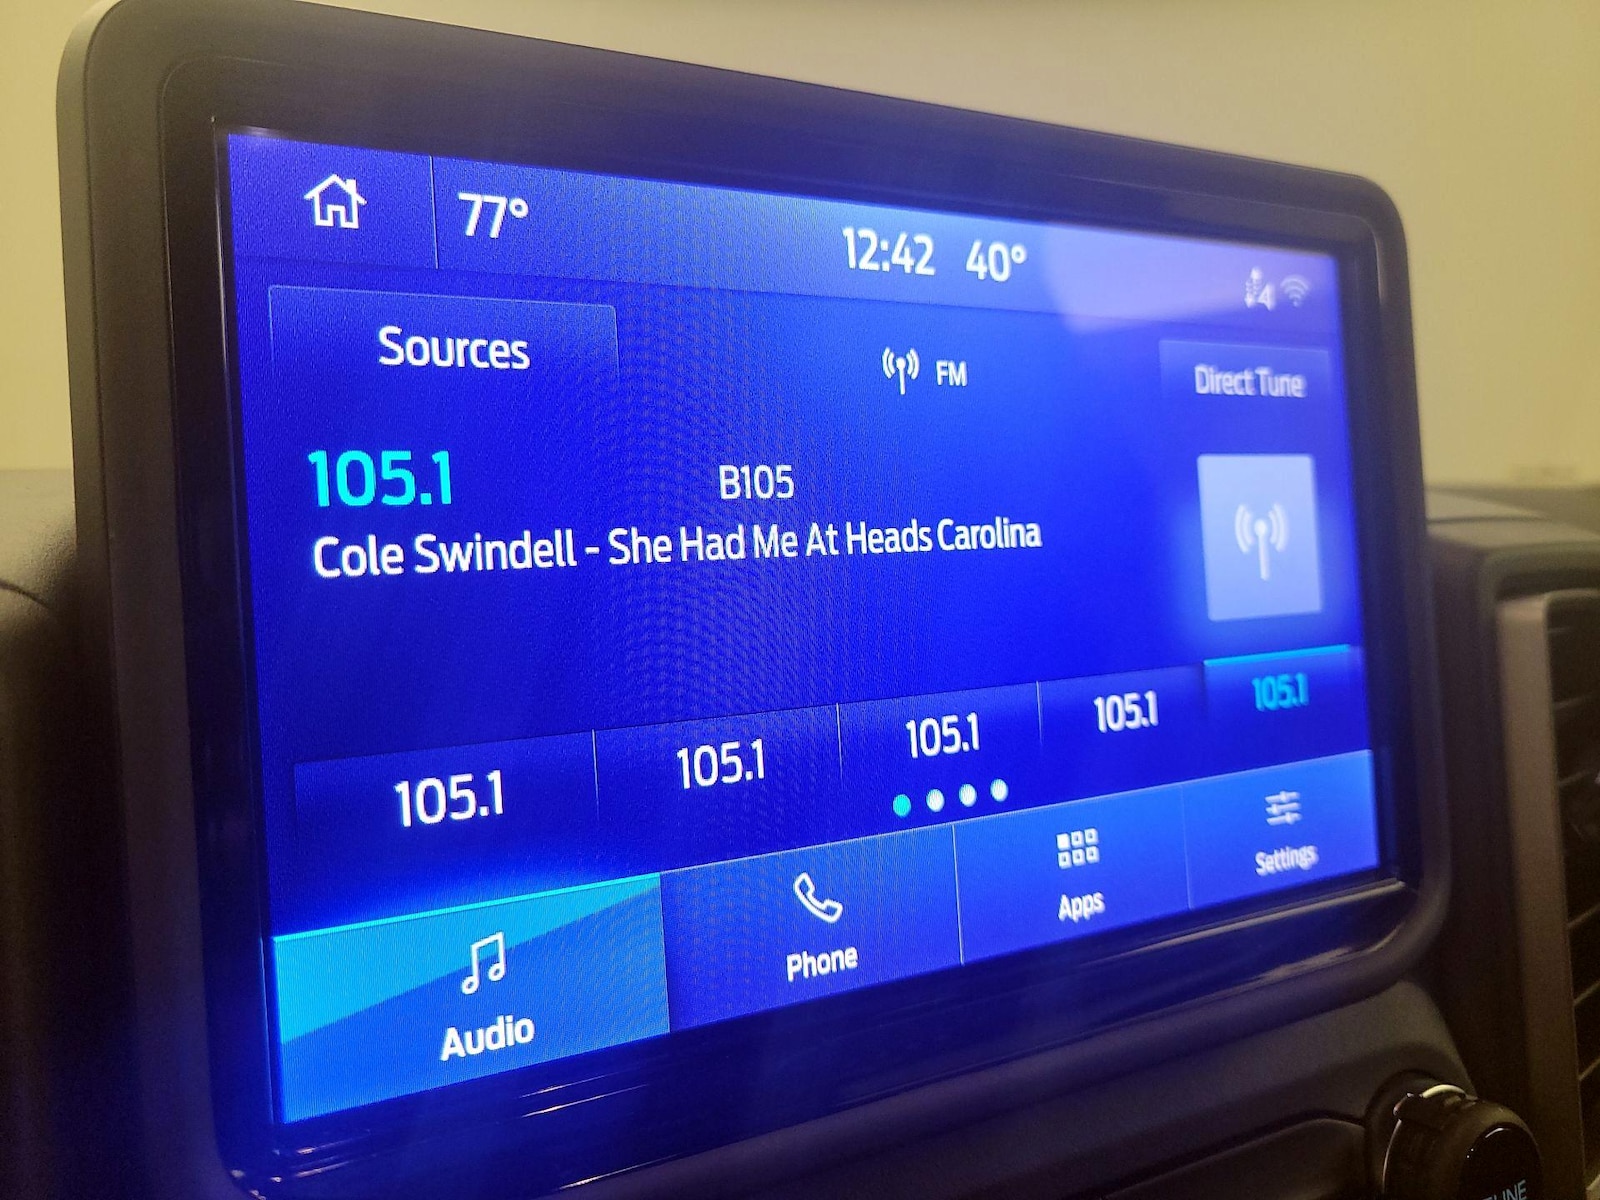 77°
12:42 40°
4
Sources
FM
Direct Tune
105.1
B105
Cole Swindell - She Had Me At Heads Carolina
105.1
105.1
105.1
105.1
105.1
Audio
Phone
Apps
Settings